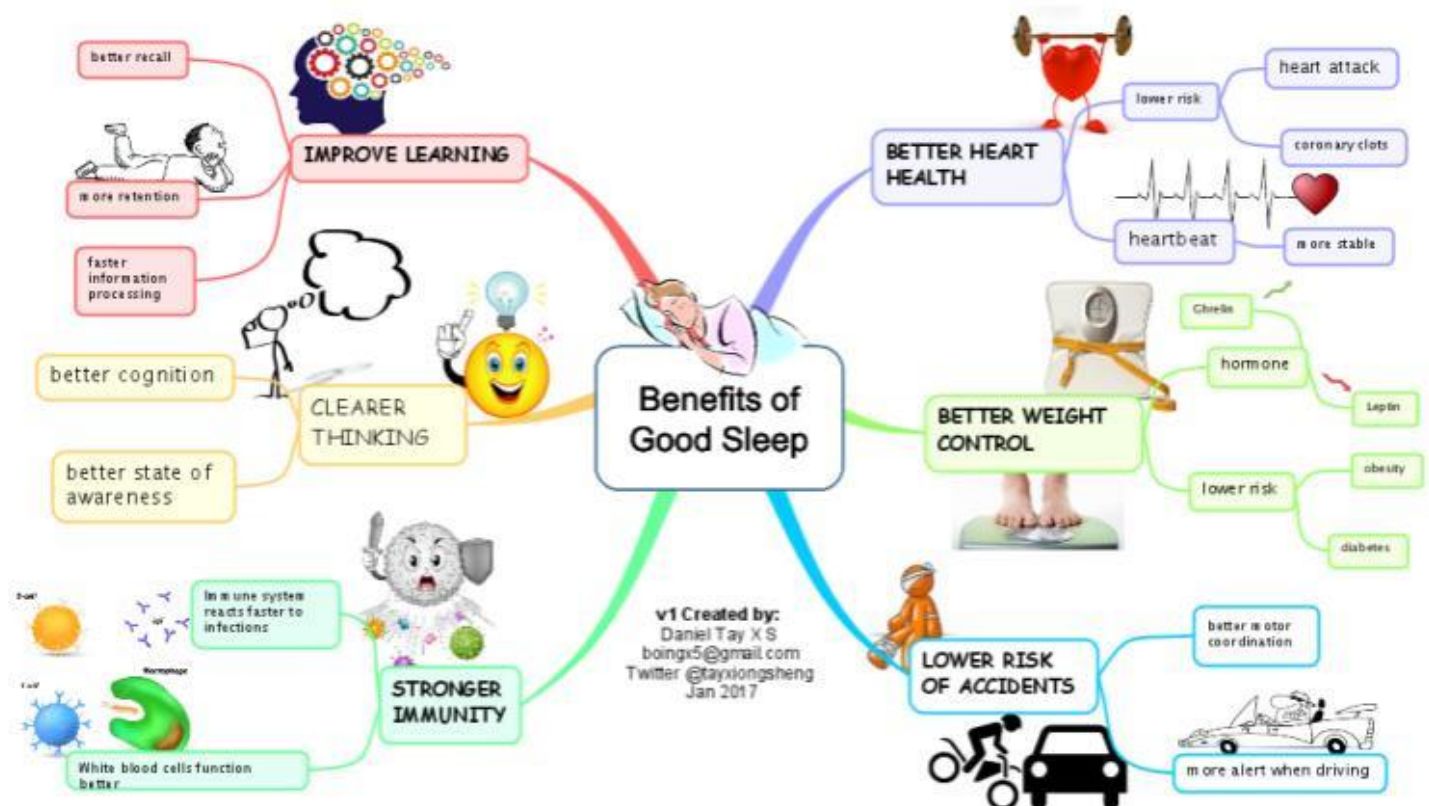 Benefits of
Good Sleep
IMPROVE LEARNING
better recall
more retention
faster
information
processing
CLEARER
THINKING
better cognition
better state of
awareness
STRONGER
IMMUNITY
Immune system
reacts faster to
infections
Macrophage
White blood cells function
better
BETTER HEART
HEALTH
lower risk
heart attack
coronary clots
heartbeat
more stable
BETTER WEIGHT
CONTROL
hormone
Ghrelin
Leptin
lower risk
obesity
diabetes
LOWER RISK
OF ACCIDENTS
better motor
coordination
more alert when driving
v1 Created by:
Daniel Tay X S
boingx5@gmail.com
Twitter @tayxiongsheng
Jan 2017